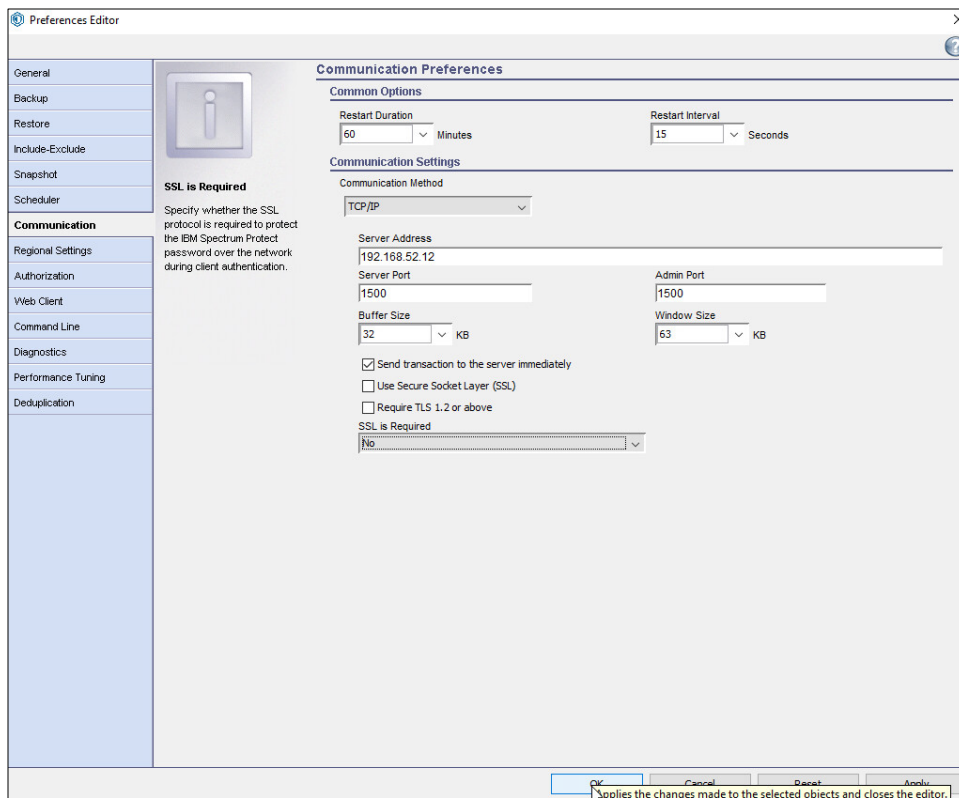 Preferences Editor
General
Backup
Restore
Include-Exclude
Snapshot
Scheduler
Communication
Regional Settings
Authorization
Web Client
Command Line
Diagnostics
Performance Tuning
Deduplication
SSL is Required
Specify whether the SSL
protocol is required to protect
the IBM Spectrum Protect
password over the network
during client authentication.
Communication Preferences
Common Options
Restart Duration
60 Minutes
Restart Interval
15 Seconds
Communication Settings
Communication Method
TCP/IP
Server Address
192.168.52.12
Server Port
1500
Admin Port
1500
Buffer Size
32 KB
Window Size
63 KB
Send transaction to the server immediately
Use Secure Socket Layer (SSL)
Require TLS 1.2 or above
SSL is Required
No
OK Cancel Reset Apply
Applies the changes made to the selected objects and closes the editor.